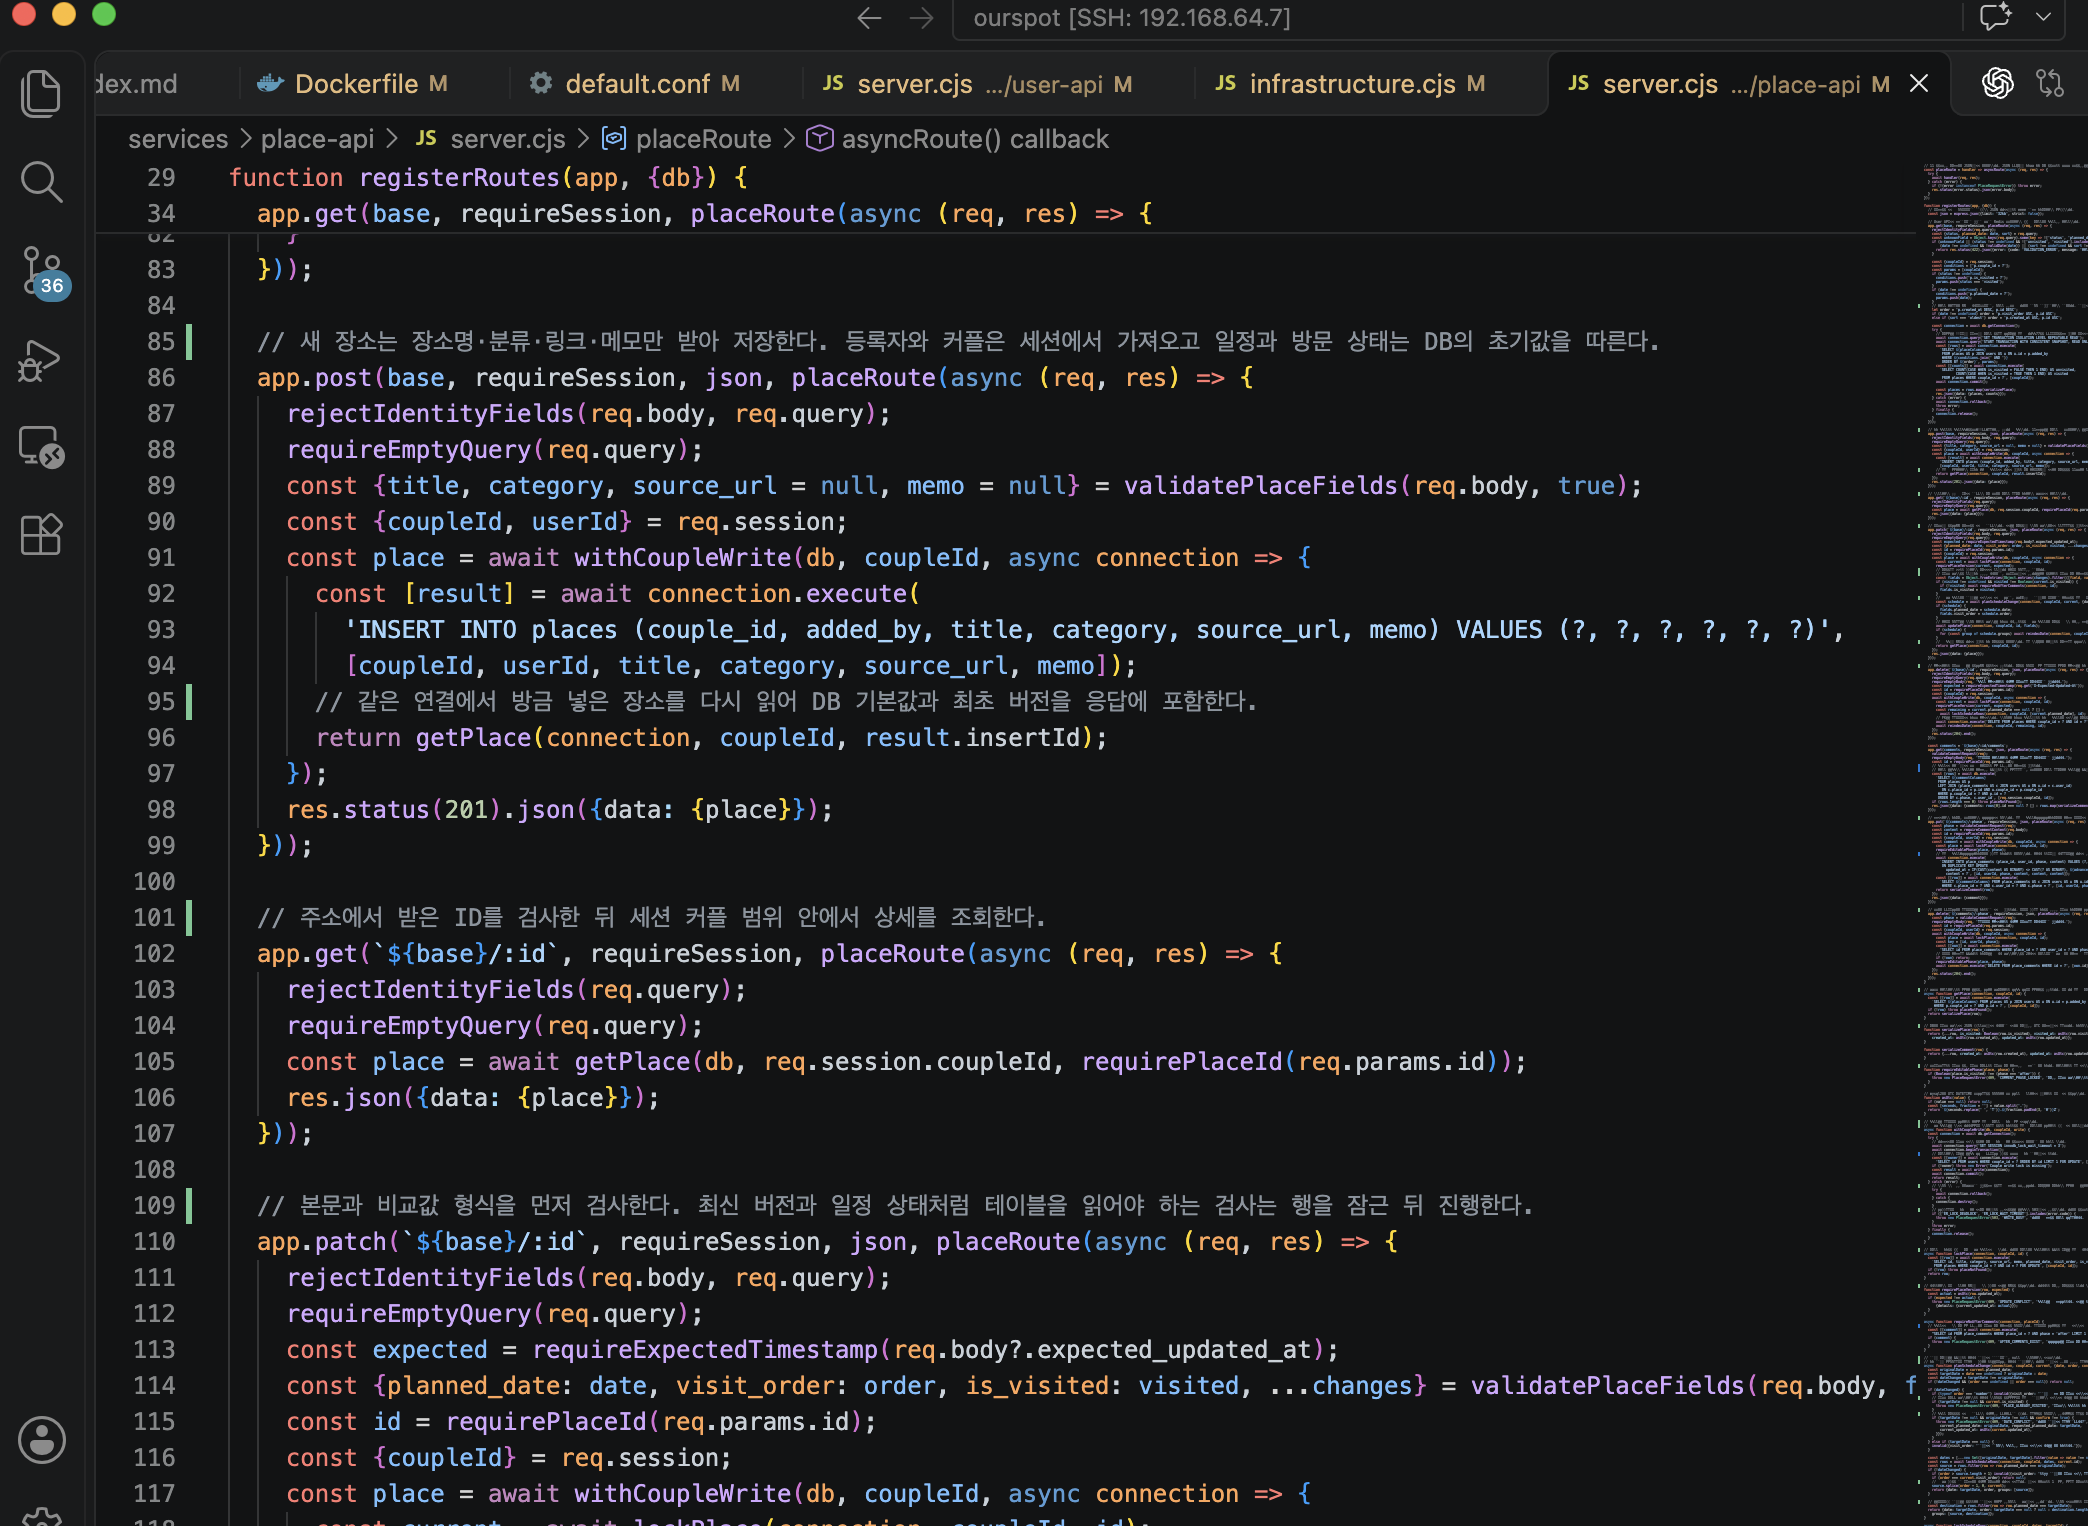 ourspot [SSH: 192.168.64.7]
dex.md
Dockerfile M
default.conf M
JS server.cjs .../user-api M
JS infrastructure.cjs M
JS server.cjs .../place-api M
services > place-api > JS server.cjs > placeRoute > asyncRoute() callback
36
29 function registerRoutes(app, {db}) {
34 app.get(base, requireSession, placeRoute(async (req, res) => {
82 }
83 }));
84
85 // 새 장소는 장소명·분류·링크·메모만 받아 저장한다. 등록자와 커플은 세션에서 가져오고 일정과 방문 상태는 DB의 초기값을 따른다.
86 app.post(base, requireSession, json, placeRoute(async (req, res) => {
87 rejectIdentityFields(req.body, req.query);
88 requireEmptyQuery(req.query);
89 const {title, category, source_url = null, memo = null} = validatePlaceFields(req.body, true);
90 const {coupleId, userId} = req.session;
91 const place = await withCoupleWrite(db, coupleId, async connection => {
92 const [result] = await connection.execute(
93 'INSERT INTO places (couple_id, added_by, title, category, source_url, memo) VALUES (?, ?, ?, ?, ?, ?)',
94 [coupleId, userId, title, category, source_url, memo]);
95 // 같은 연결에서 방금 넣은 장소를 다시 읽어 DB 기본값과 최초 버전을 응답에 포함한다.
96 return getPlace(connection, coupleId, result.insertId);
97 });
98 res.status(201).json({data: {place}});
99 }));
100
101 // 주소에서 받은 ID를 검사한 뒤 세션 커플 범위 안에서 상세를 조회한다.
102 app.get(`${base}/:id`, requireSession, placeRoute(async (req, res) => {
103 rejectIdentityFields(req.query);
104 requireEmptyQuery(req.query);
105 const place = await getPlace(db, req.session.coupleId, requirePlaceId(req.params.id));
106 res.json({data: {place}});
107 }));
108
109 // 본문과 비교값 형식을 먼저 검사한다. 최신 버전과 일정 상태처럼 테이블을 읽어야 하는 검사는 행을 잠근 뒤 진행한다.
110 app.patch(`${base}/:id`, requireSession, json, placeRoute(async (req, res) => {
111 rejectIdentityFields(req.body, req.query);
112 requireEmptyQuery(req.query);
113 const expected = requireExpectedTimestamp(req.body?.expected_updated_at);
114 const {planned_date: date, visit_order: order, is_visited: visited, ...changes} = validatePlaceFields(req.body, f
115 const id = requirePlaceId(req.params.id);
116 const {coupleId} = req.session;
117 const place = await withCoupleWrite(db, coupleId, async connection => {
118 const current = await lockPlace(connection, coupleId, id);